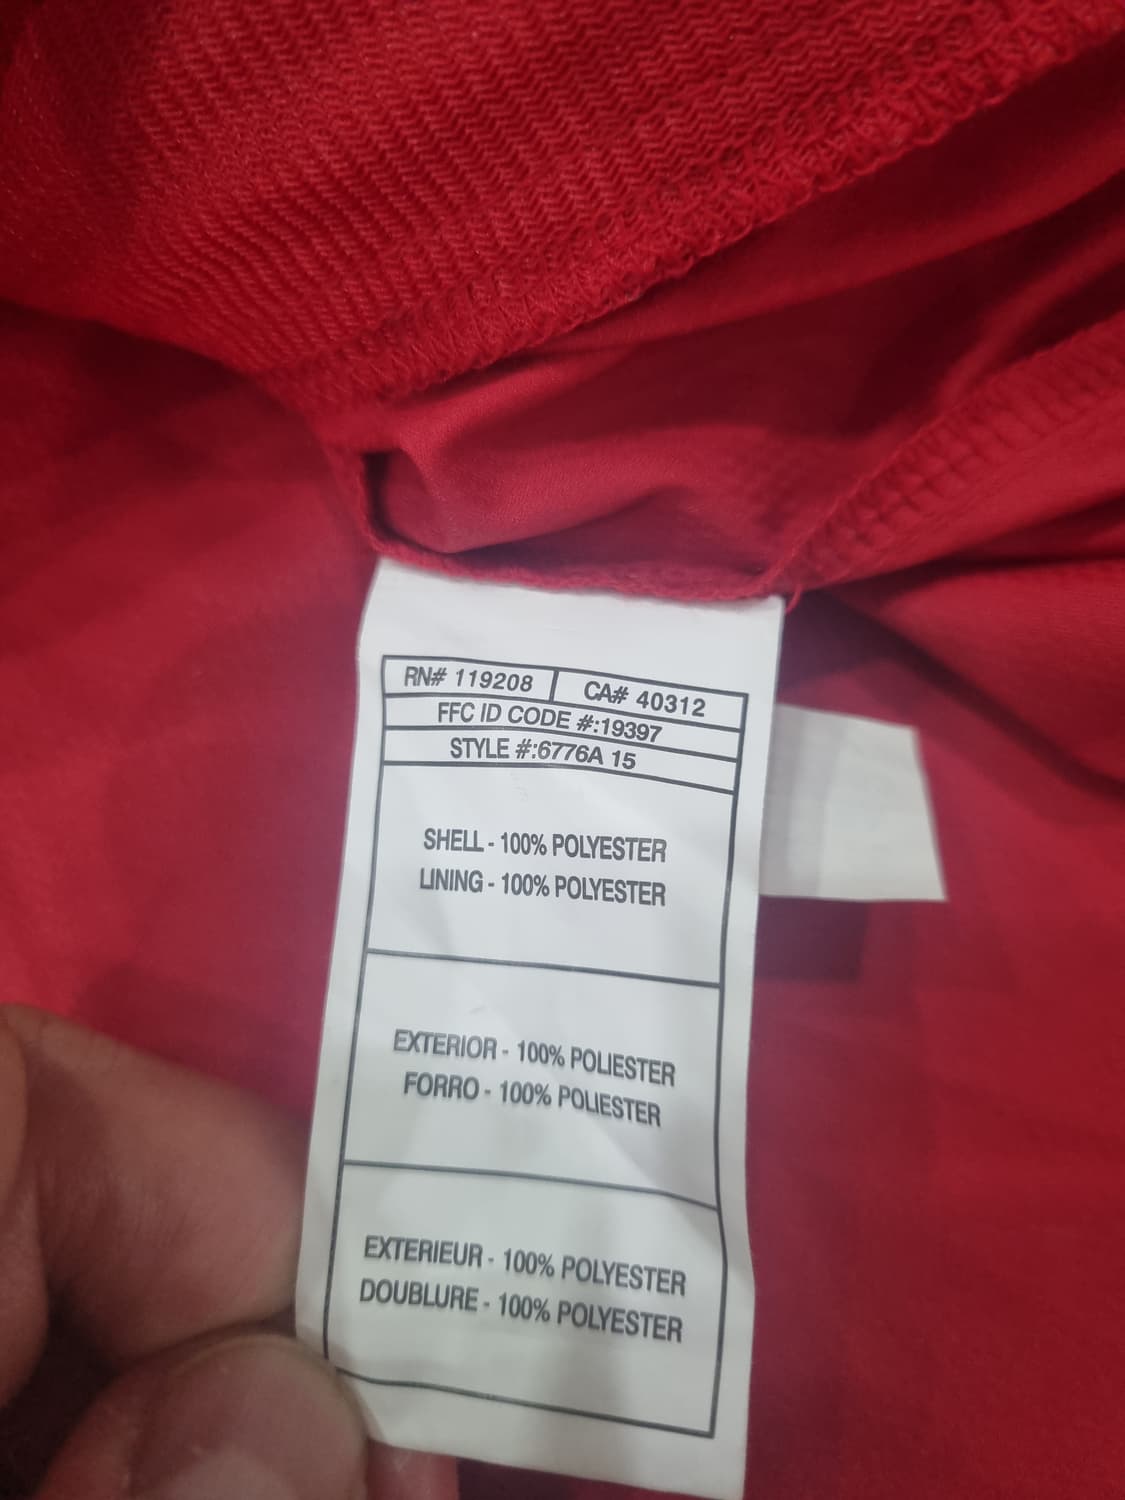 RN# 119208 CA# 40312
FFC ID CODE #:19397
STYLE #:6776A 15
SHELL - 100% POLYESTER
LINING - 100% POLYESTER
EXTERIOR - 100% POLIESTER
FORRO - 100% POLIESTER
EXTERIEUR - 100% POLYESTER
DOUBLURE - 100% POLYESTER